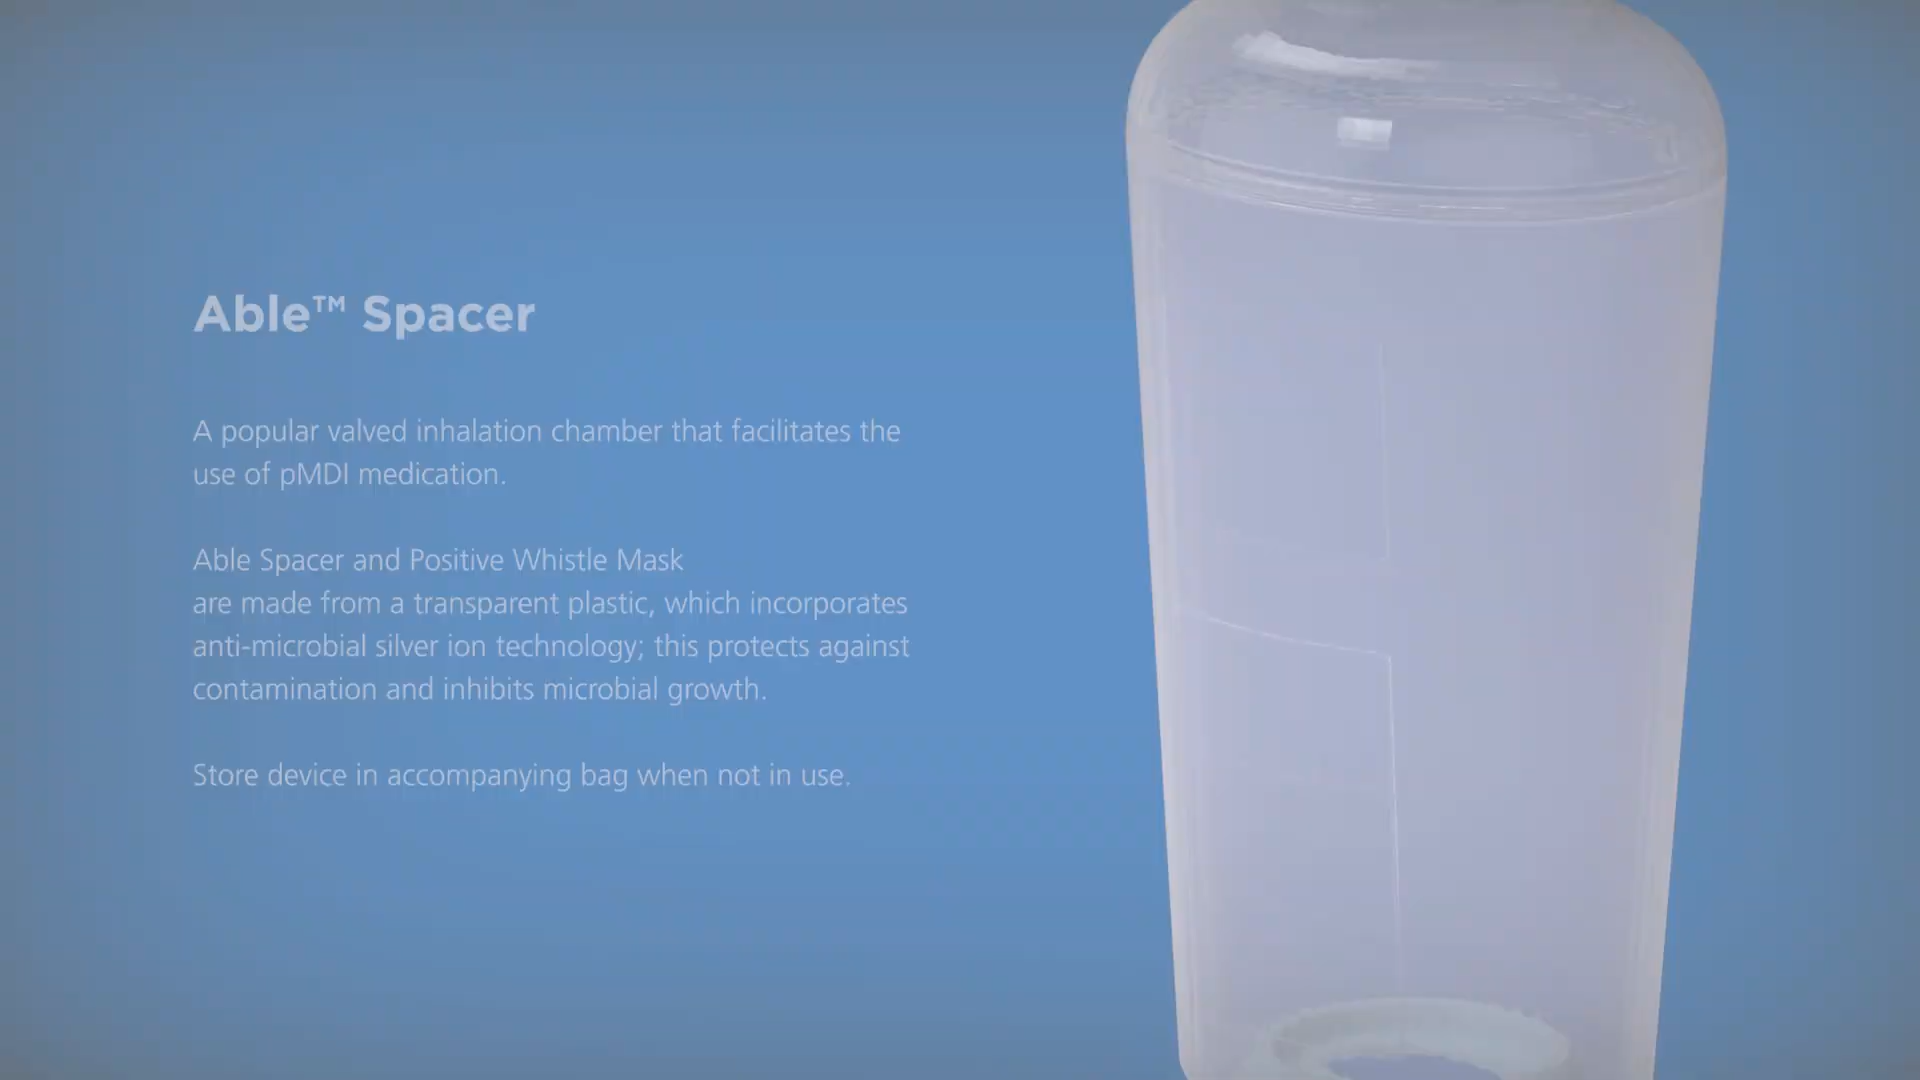 Able™ Spacer
A popular valved inhalation chamber that facilitates the
use of pMDI medication.
Able Spacer and Positive Whistle Mask
are made from a transparent plastic, which incorporates
anti-microbial silver ion technology; this protects against
contamination and inhibits microbial growth.
Store device in accompanying bag when not in use.